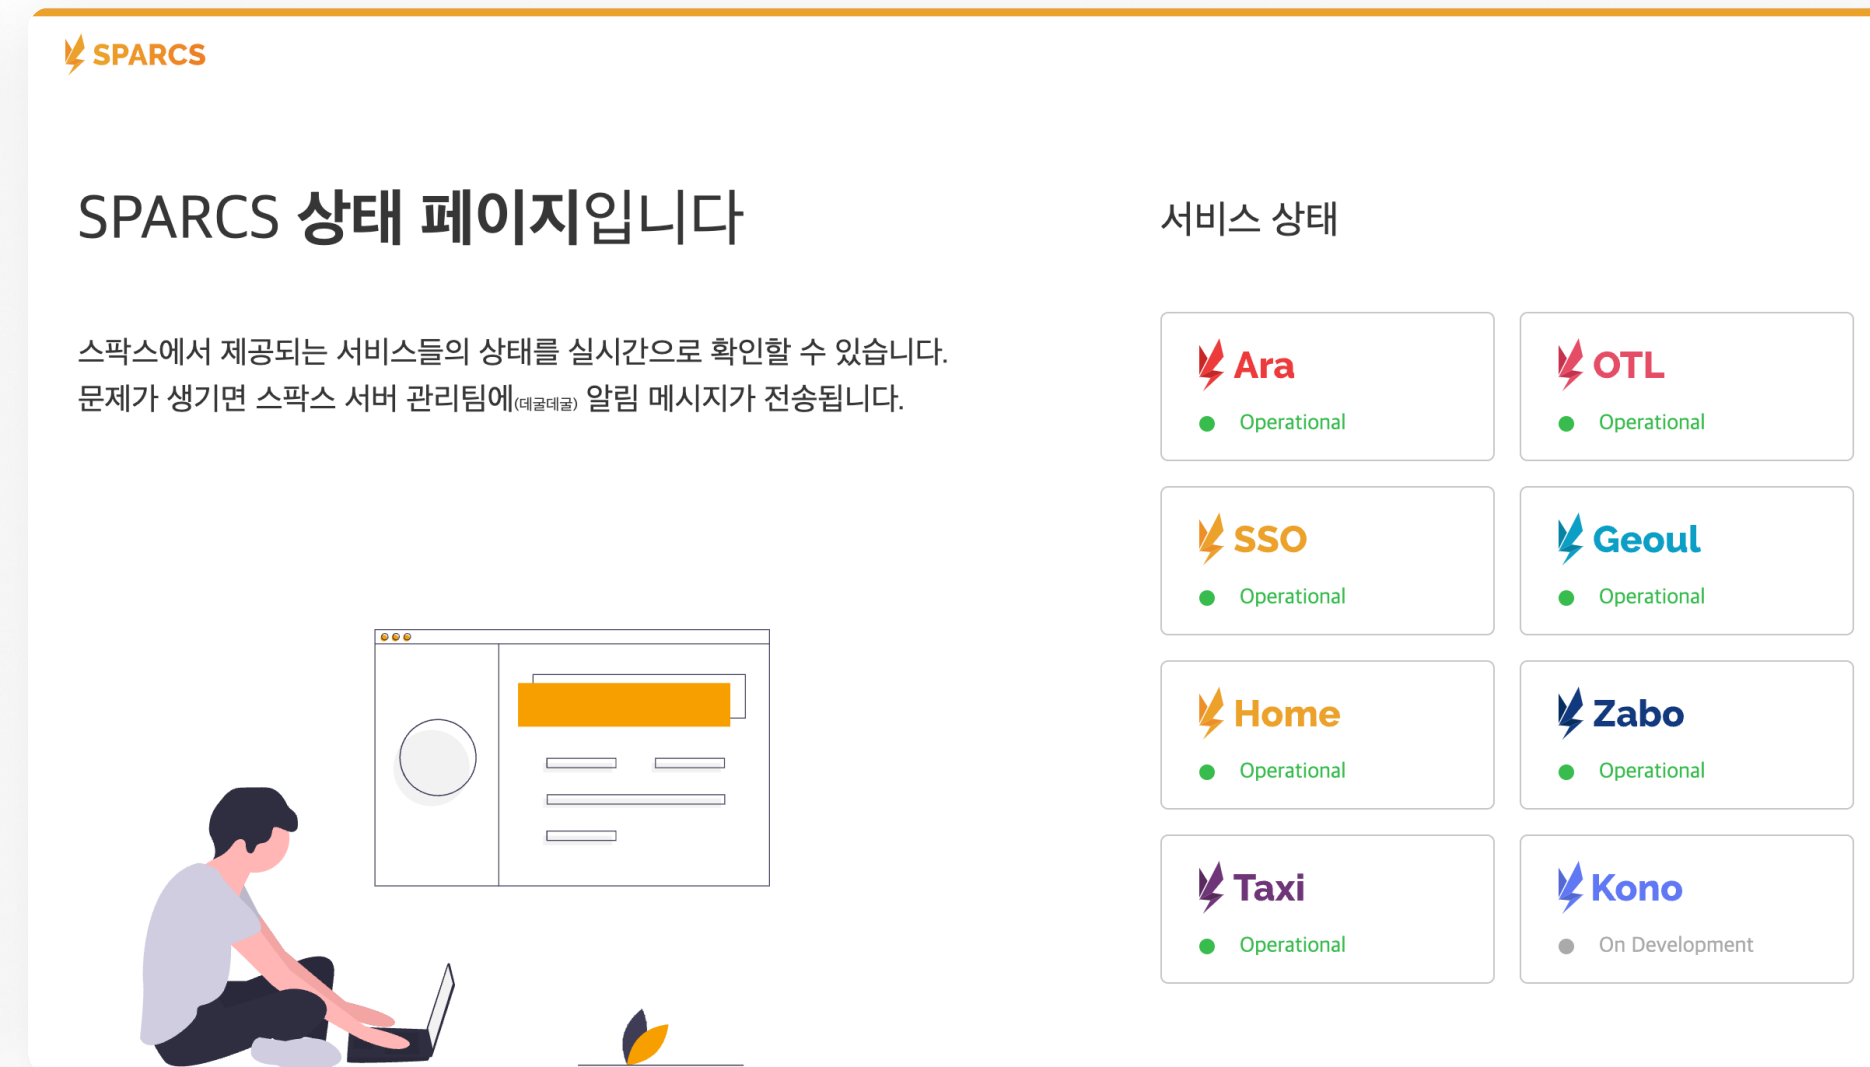 SPARCS
SPARCS 상태 페이지입니다
스팍스에서 제공되는 서비스들의 상태를 실시간으로 확인할 수 있습니다.
문제가 생기면 스팍스 서버 관리팀에(데굴데굴) 알림 메시지가 전송됩니다.
서비스 상태
Ara
Operational
OTL
Operational
SSO
Operational
Geoul
Operational
Home
Operational
Zabo
Operational
Taxi
Operational
Kono
On Development